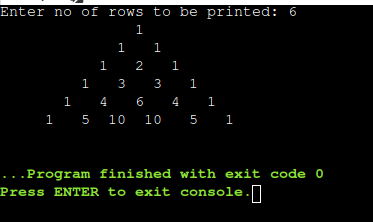 Enter no of rows to be printed: 6
1
1 1
1 2 1
1 3 3 1
1 4 6 4 1
1 5 10 10 5 1
...Program finished with exit code 0
Press ENTER to exit console.